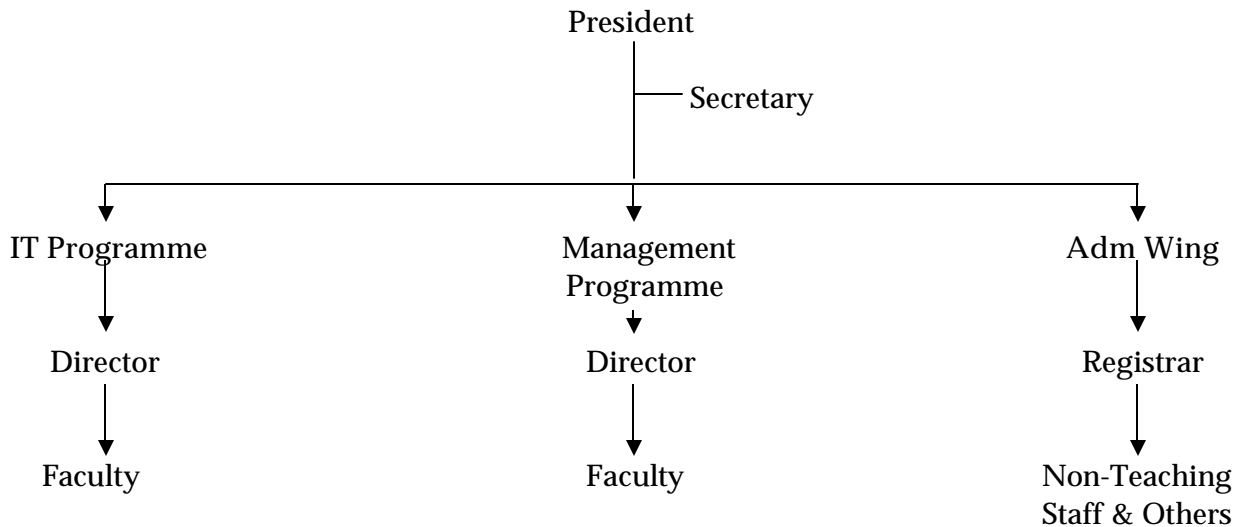 President
Secretary
IT Programme
Management
Programme
Adm Wing
Director
Director
Registrar
Faculty
Faculty
Non-Teaching
Staff & Others